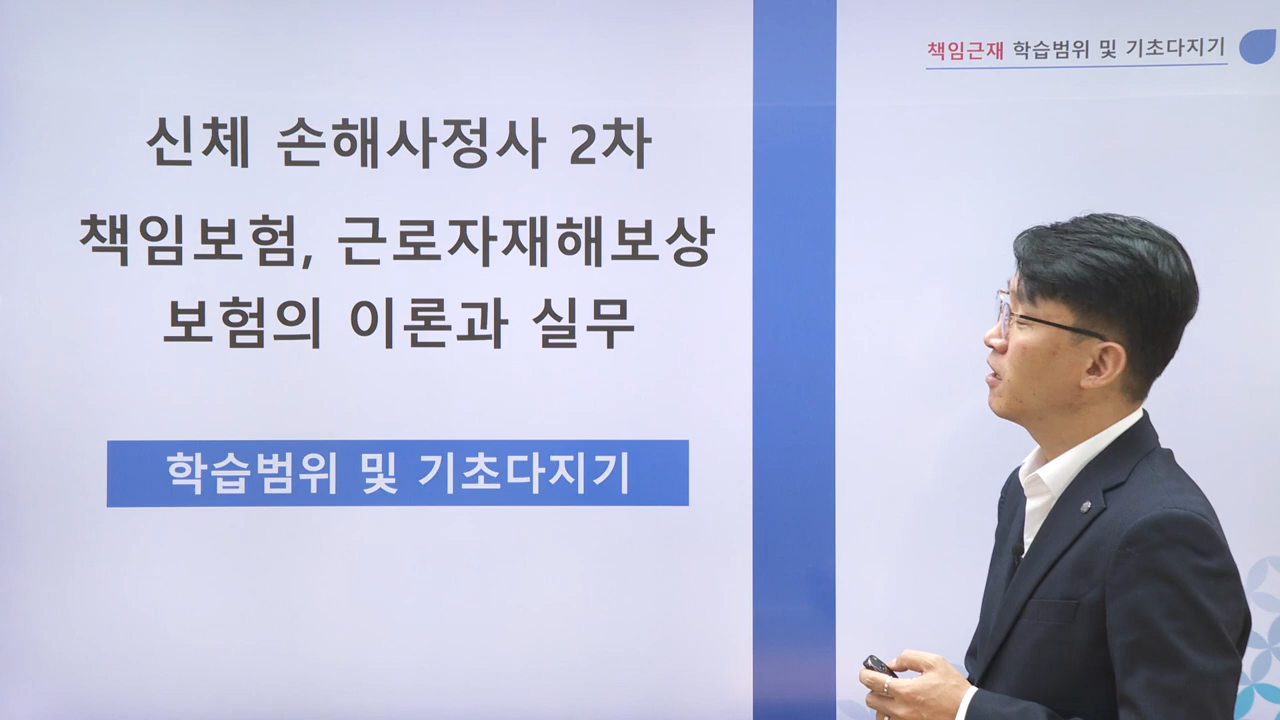 책임근재 학습범위 및 기초다지기
신체 손해사정사 2차
책임보험, 근로자재해보상
보험의 이론과 실무
학습범위 및 기초다지기